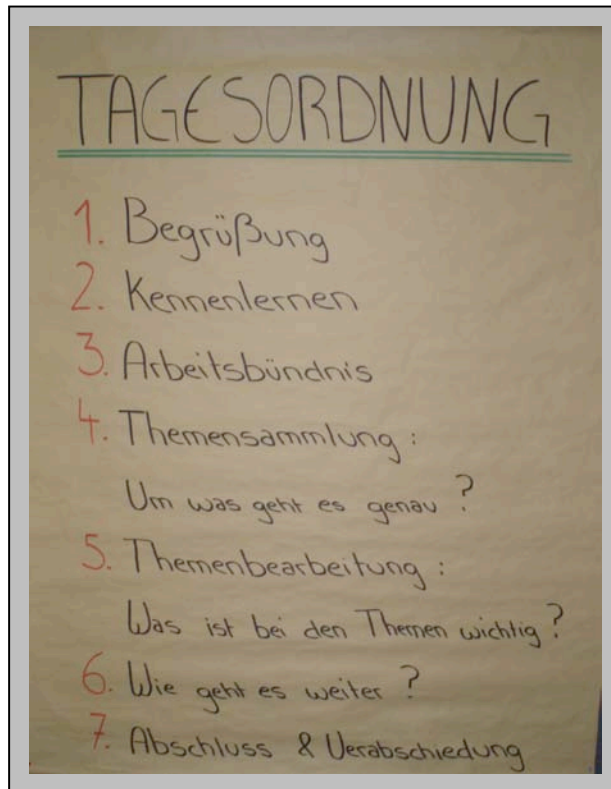 TAGESORDNUNG
1. Begrüßung
2. Kennenlernen
3. Arbeitsbündnis
4. Themensammlung :
Um was geht es genau ?
5. Themenbearbeitung :
Was ist bei den Themen wichtig ?
6. Wie geht es weiter ?
7. Abschluss & Verabschiedung